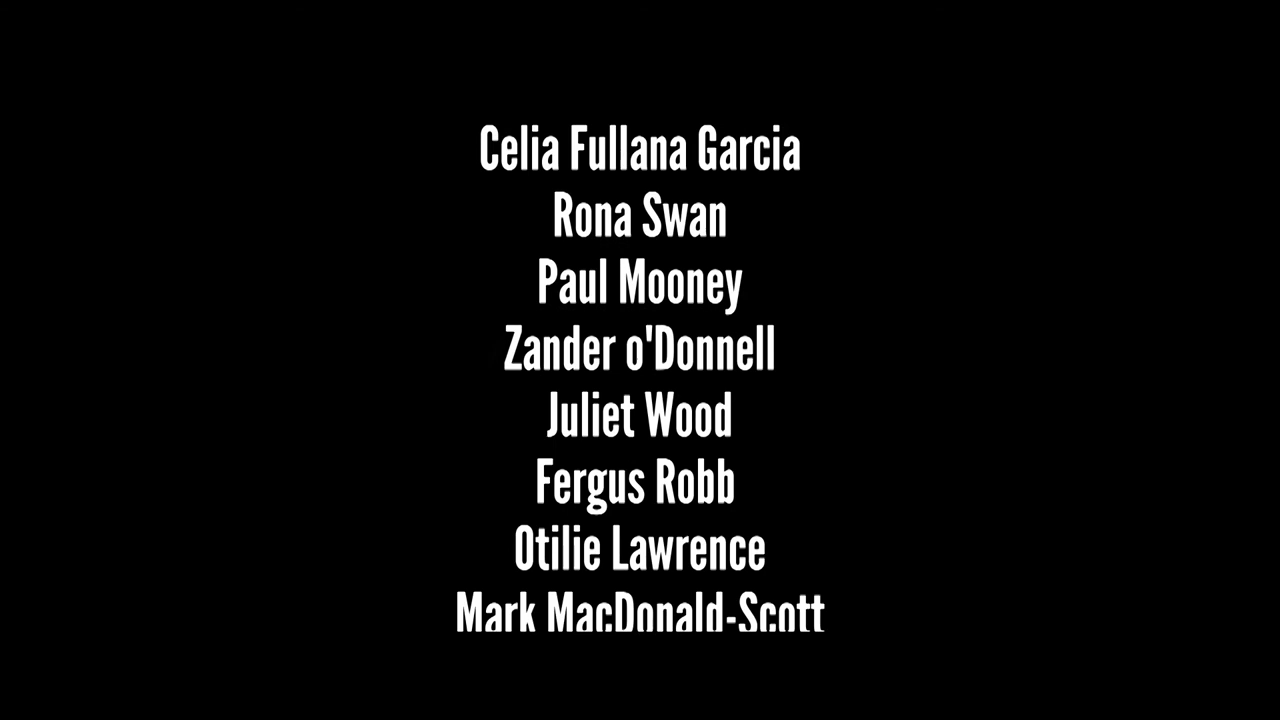 Celia Fullana Garcia
Rona Swan
Paul Mooney
Zander o'Donnell
Juliet Wood
Fergus Robb
Otilie Lawrence
Mark MacDonald-Scott